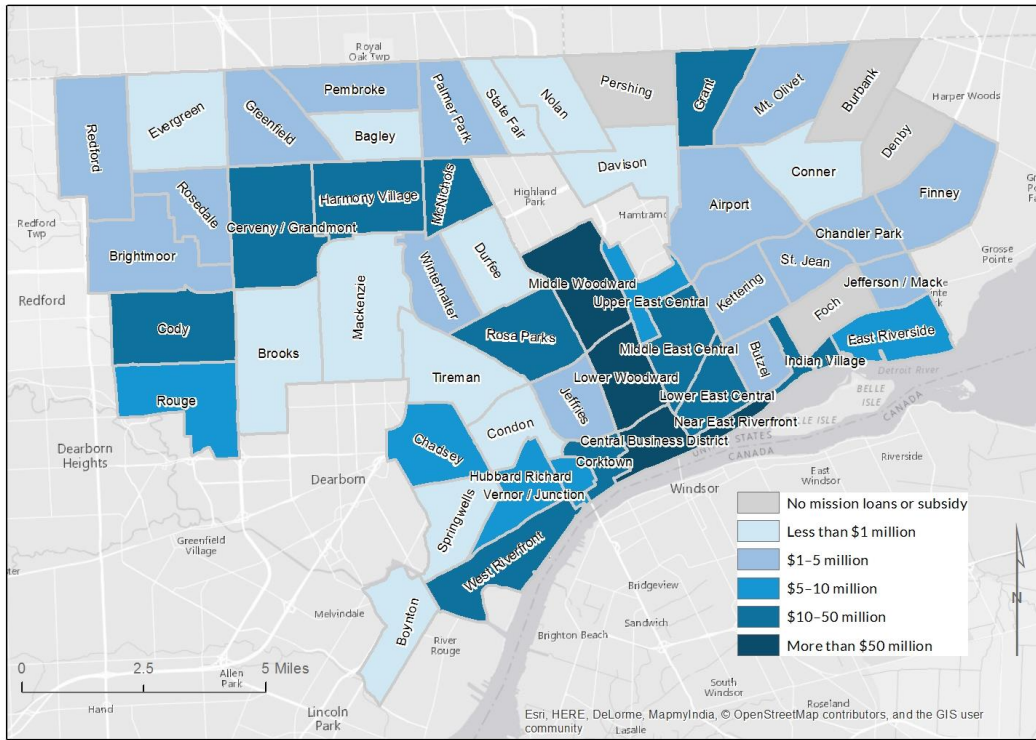 Royal
Oak Twp
Pershing
Grant
Mt. Olivet
Burbank
Harper Woods
Pembroke
Palmer Park
State Fair
Nolan
Redford
Evergreen
Greenfield
Bagley
Denby
Davison
Conner
Rosedale
Harmony Village
McNichols
Highland
Park
Airport
Finney
Redford
Twp
Cerveny / Grandmont
Hamtramc
Chandler Park
Brightmoor
Durfee
Winterhalter
St. Jean
Grosse
Pointe
Redford
Mackenzie
Middle Woodward
Kettering
Jefferson / Mack
Upper East Central
Foch
Cody
Rosa Parks
Middle East Central
Butzel
East Riverside
Indian Village
Brooks
Tireman
Lower Woodward
Detroit River
BELLE
ISLE
Rouge
Jeffries
Lower East Central
Condon
Near East Riverfront
Central Business District
CANADA
Dearborn
Heights
Chadsey
Corktown
STATES
CANADA
Riverside
Dearborn
Hubbard Richard
Vernor / Junction
Windsor
East
Windsor
Springwells
Greenfield
Village
West Riverfront
Boynton
Melvindale
River
Rouge
Bridgeview
Sandwich
Brighton Beach
Allen
Park
Hand
Lincoln
Park
South
Windsor
Roseland
Lasalle
No mission loans or subsidy
Less than $1 million
$1–5 million
$5–10 million
$10–50 million
More than $50 million
N
0 2.5 5 Miles
Esri, HERE, DeLorme, MapmyIndia, © OpenStreetMap contributors, and the GIS user
community